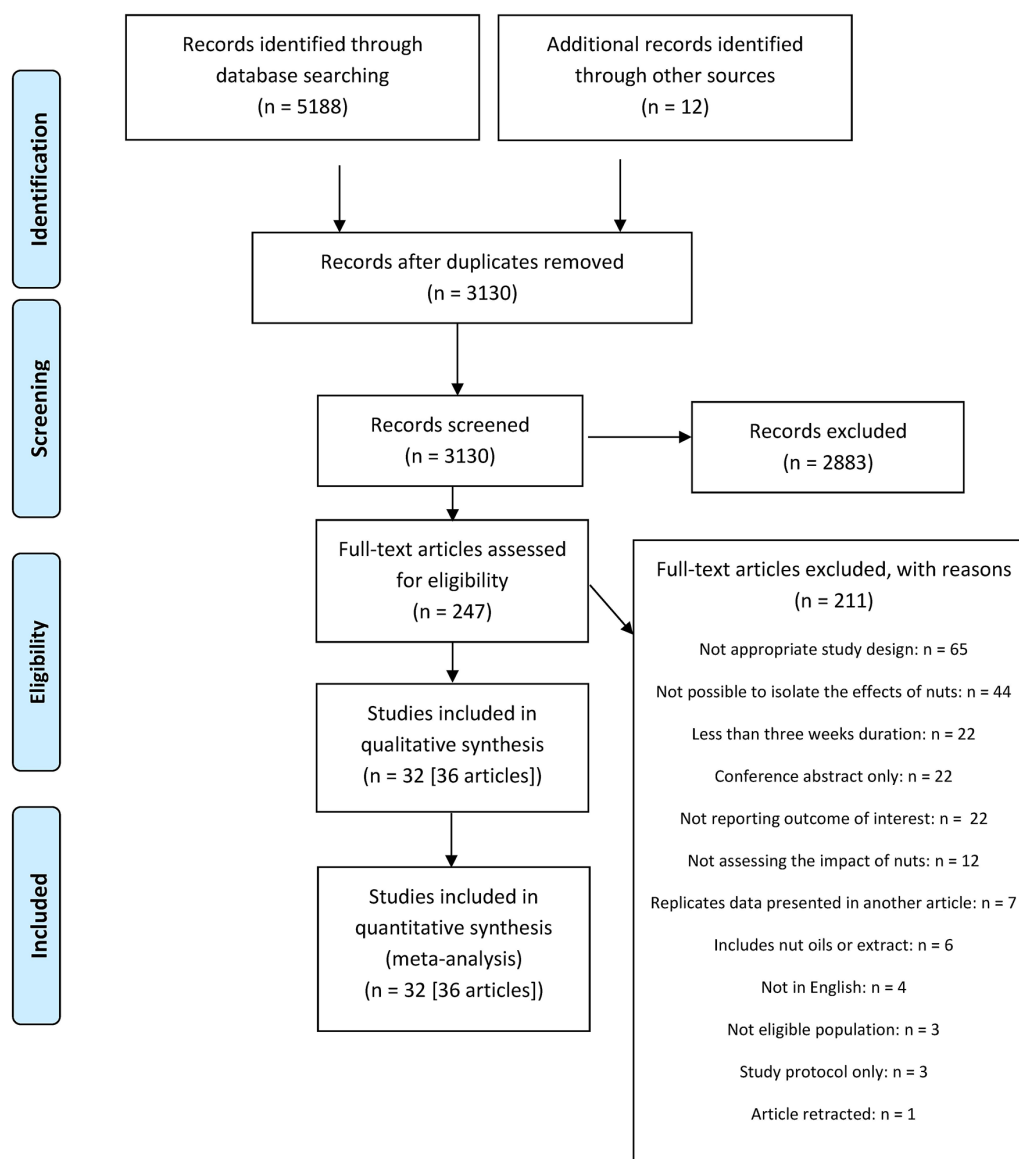 Identification
Records identified through
database searching
(n = 5188)
Additional records identified
through other sources
(n = 12)
Records after duplicates removed
(n = 3130)
Screening
Records screened
(n = 3130)
Records excluded
(n = 2883)
Eligibility
Full-text articles assessed
for eligibility
(n = 247)
Full-text articles excluded, with reasons
(n = 211)
Not appropriate study design: n = 65
Not possible to isolate the effects of nuts: n = 44
Less than three weeks duration: n = 22
Conference abstract only: n = 22
Not reporting outcome of interest: n =  22
Not assessing the impact of nuts: n = 12
Replicates data presented in another article: n = 7
Includes nut oils or extract: n = 6
Not in English: n = 4
Not eligible population: n = 3
Study protocol only: n = 3
Article retracted: n = 1
Studies included in
qualitative synthesis
(n = 32 [36 articles])
Included
Studies included in
quantitative synthesis
(meta-analysis)
(n = 32 [36 articles])